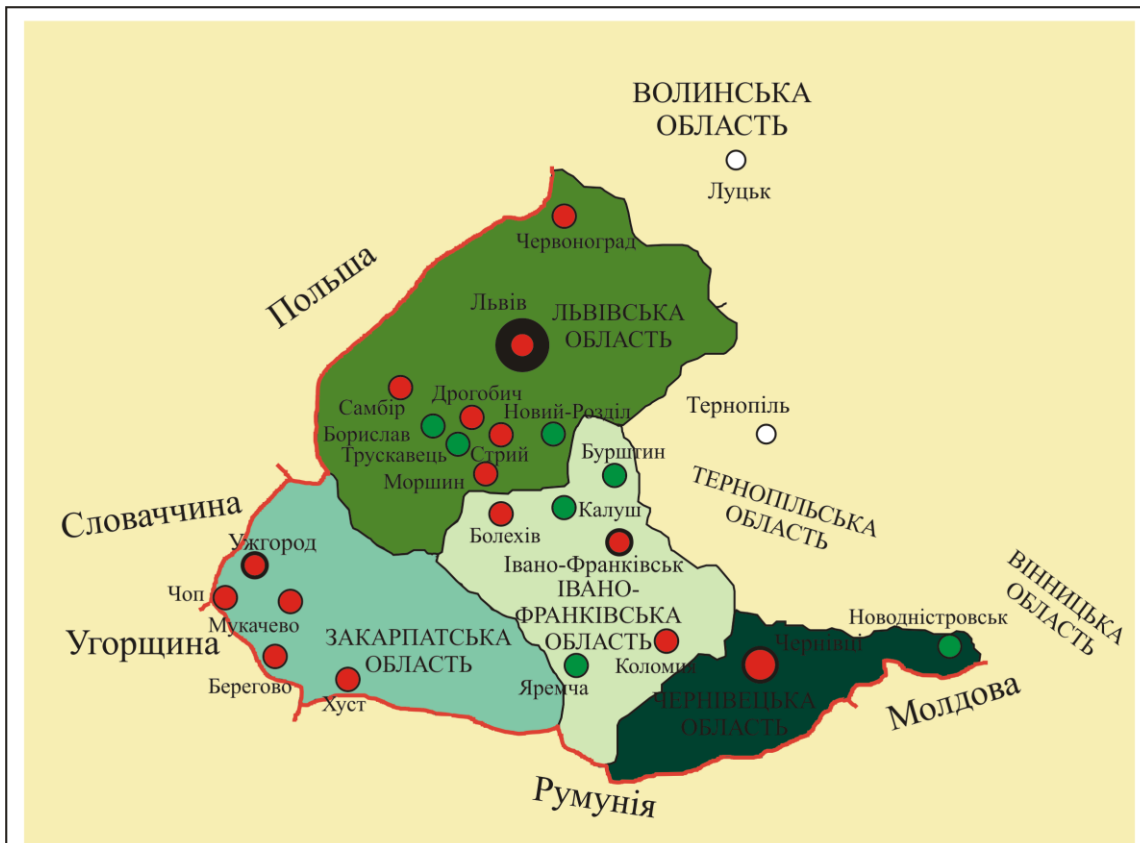 ВОЛИНСЬКА
ОБЛАСТЬ
Луцьк
Червоноград
Польша
Львів
ЛЬВІВСЬКА
ОБЛАСТЬ
Самбір
Дрогобич
Новий-Розділ
Борислав
Трускавець
Стрий
Моршин
Тернопіль
Бурштин
ТЕРНОПІЛЬСЬКА
ОБЛАСТЬ
Словаччина
Болехів
Калуш
Ужгород
Івано-Франківськ
ІВАНО-
ФРАНКІВСЬКА
ОБЛАСТЬ
ВІННИЦЬКА
ОБЛАСТЬ
Чоп
Мукачево
Угорщина
ЗАКАРПАТСЬКА
ОБЛАСТЬ
Новодністровськ
Чернівці
Коломия
Берегово
Хуст
Яремча
ЧЕРНІВЕЦЬКА
ОБЛАСТЬ
Молдова
Румунія